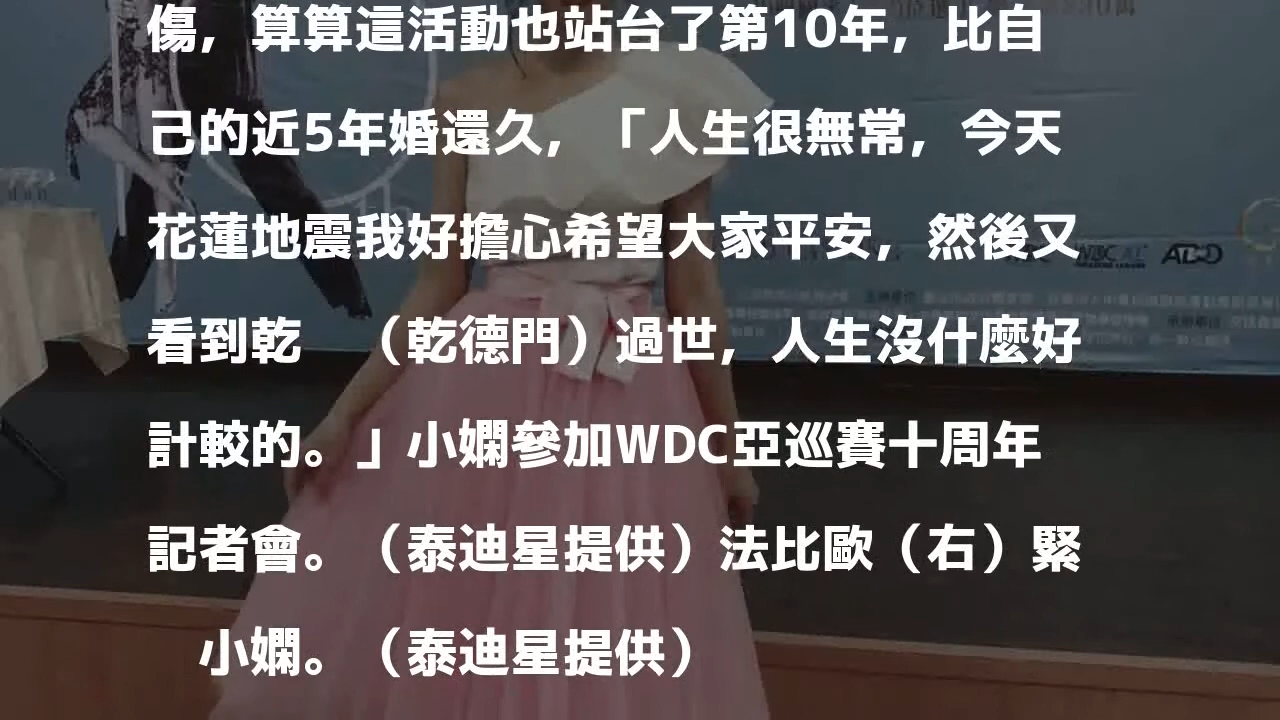 傷，算算這活動也站台了第10年，比自
己的近5年婚還久，「人生很無常，今天
花蓮地震我好擔心希望大家平安，然後又
看到乾　（乾德門）過世，人生沒什麼好
計較的。」小嫻參加WDC亞巡賽十周年
記者會。（泰迪星提供）法比歐（右）緊
　小嫻。（泰迪星提供）